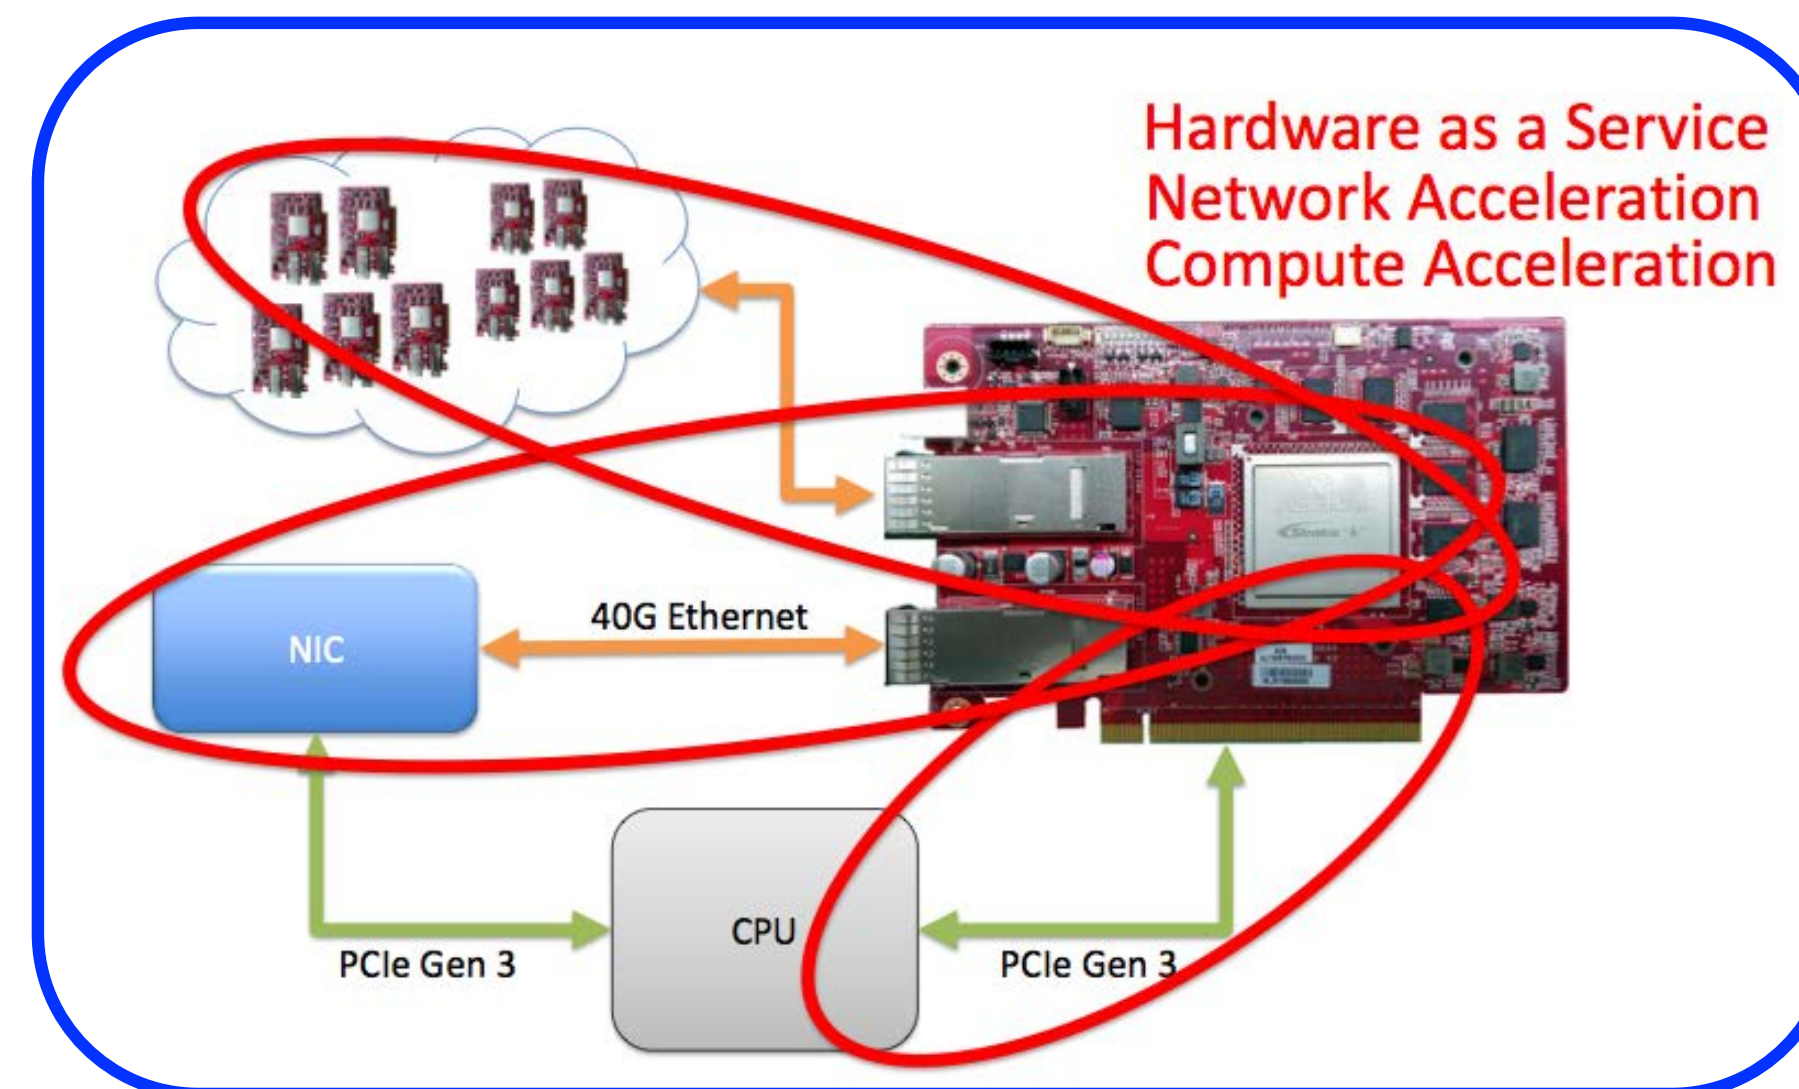 Hardware as a Service
Network Acceleration
Compute Acceleration
40G Ethernet
NIC
CPU
PCIe Gen 3
PCIe Gen 3